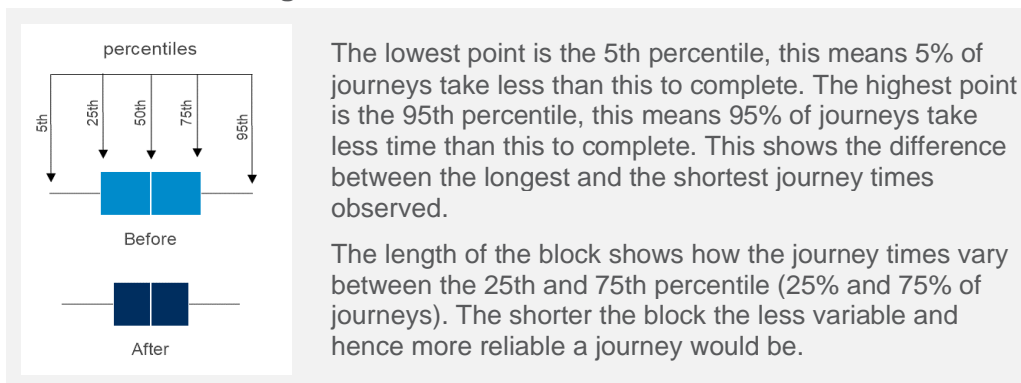 percentiles
5th
25th
50th
75th
95th
Before
After
The lowest point is the 5th percentile, this means 5% of
journeys take less than this to complete. The highest point
is the 95th percentile, this means 95% of journeys take
less time than this to complete. This shows the difference
between the longest and the shortest journey times
observed.
The length of the block shows how the journey times vary
between the 25th and 75th percentile (25% and 75% of
journeys). The shorter the block the less variable and
hence more reliable a journey would be.